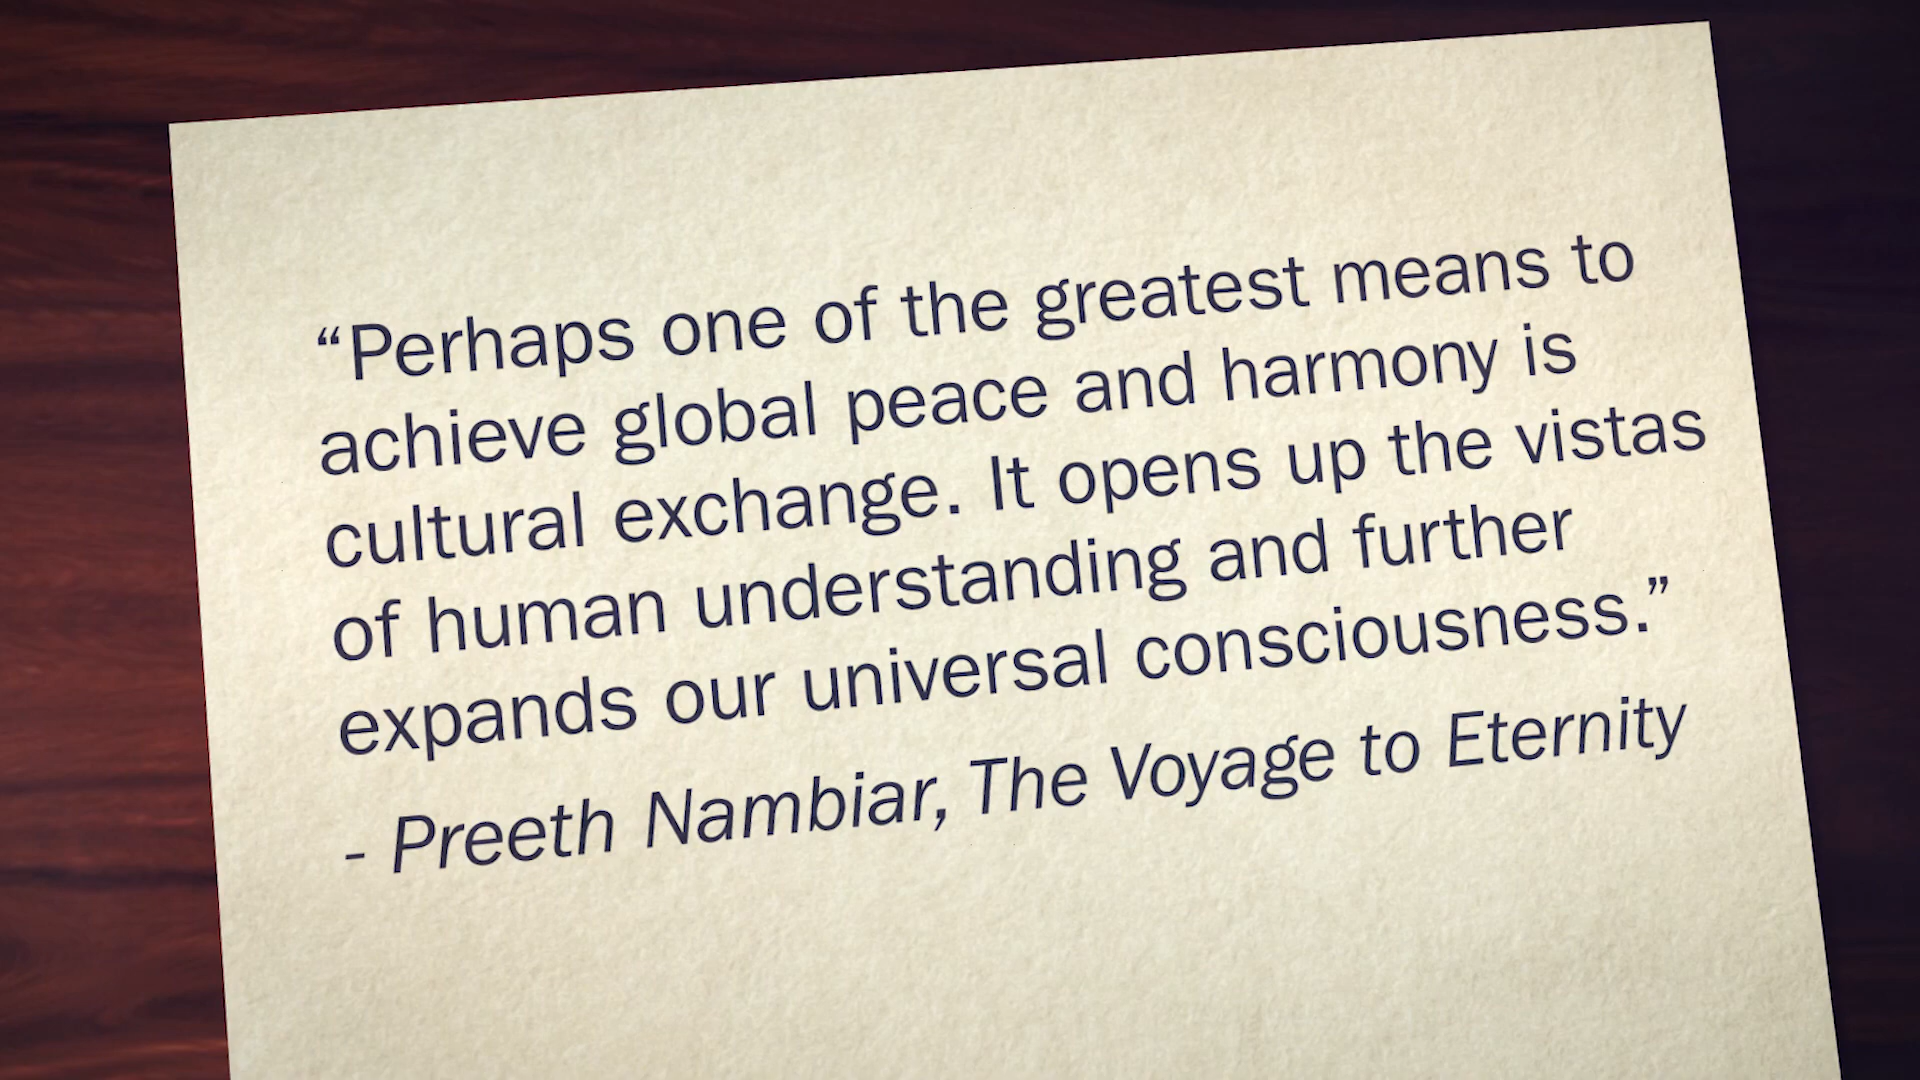 “Perhaps one of the greatest means to
achieve global peace and harmony is
cultural exchange. It opens up the vistas
of human understanding and further
expands our universal consciousness.”
- Preeth Nambiar, The Voyage to Eternity